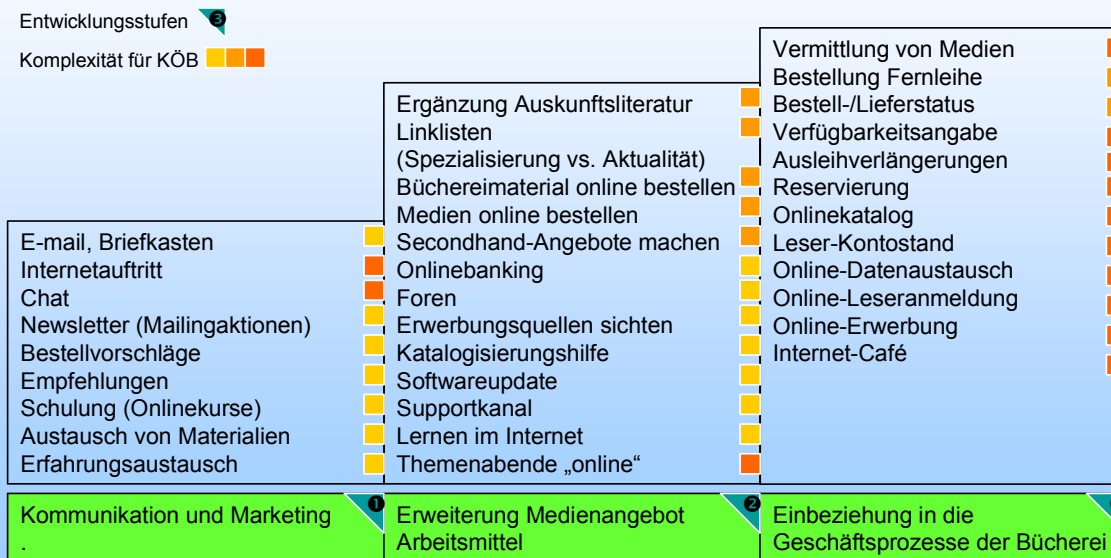 Entwicklungsstufen ❸
Komplexität für KÖB
E-mail, Briefkasten
Internetauftritt
Chat
Newsletter (Mailingaktionen)
Bestellvorschläge
Empfehlungen
Schulung (Onlinekurse)
Austausch von Materialien
Erfahrungsaustausch
Kommunikation und Marketing ❶
.
Ergänzung Auskunftsliteratur
Linklisten
(Spezialisierung vs. Aktualität)
Büchereimaterial online bestellen
Medien online bestellen
Secondhand-Angebote machen
Onlinebanking
Foren
Erwerbungsquellen sichten
Katalogisierungshilfe
Softwareupdate
Supportkanal
Lernen im Internet
Themenabende „online“
Erweiterung Medienangebot ❷
Arbeitsmittel
Vermittlung von Medien
Bestellung Fernleihe
Bestell-/Lieferstatus
Verfügbarkeitsangabe
Ausleihverlängerungen
Reservierung
Onlinekatalog
Leser-Kontostand
Online-Datenaustausch
Online-Leseranmeldung
Online-Erwerbung
Internet-Café
Einbeziehung in die
Geschäftsprozesse der Bücherei